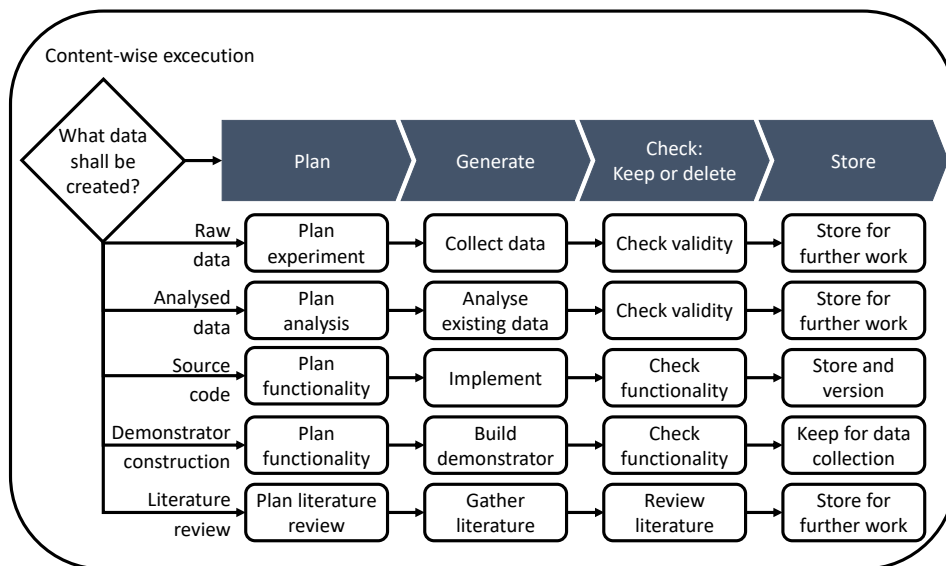 Content-wise excecution
What data
shall be
created?
Plan
Generate
Check:
Keep or delete
Store
Raw
data
Plan
experiment
Collect data
Check validity
Store for
further work
Analysed
data
Plan
analysis
Analyse
existing data
Check validity
Store for
further work
Source
code
Plan
functionality
Implement
Check
functionality
Store and
version
Demonstrator
construction
Plan
functionality
Build
demonstrator
Check
functionality
Keep for data
collection
Literature
review
Plan literature
review
Gather
literature
Review
literature
Store for
further work